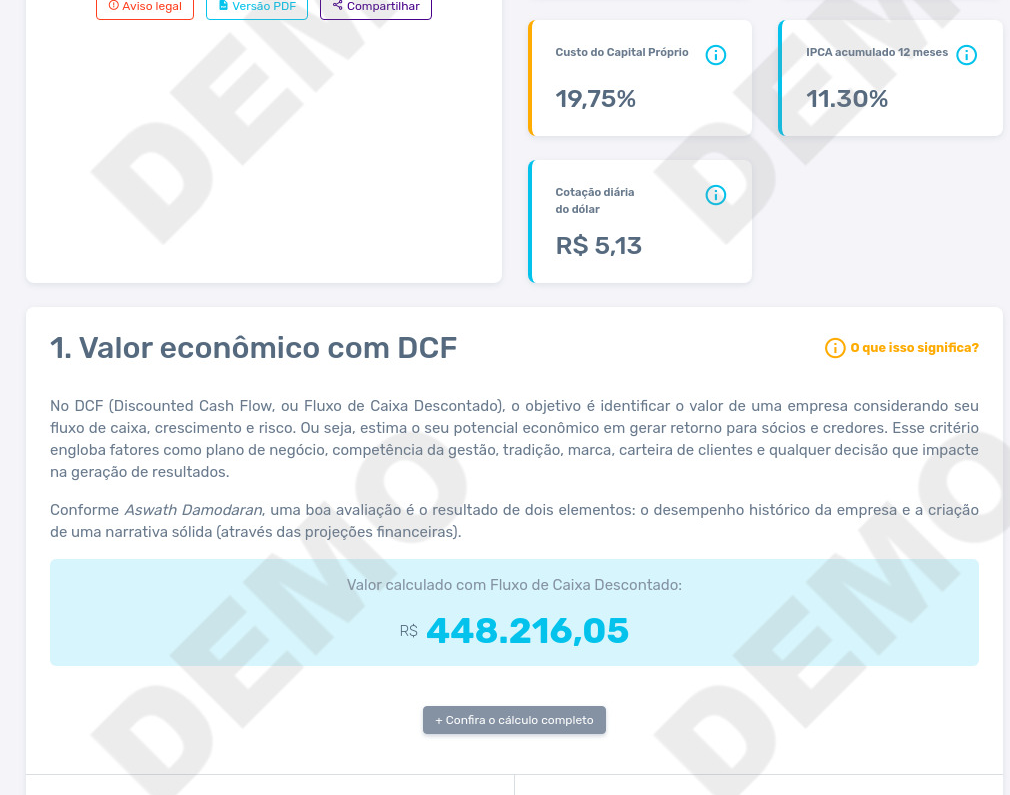 Aviso legal
Versão PDF
Compartilhar
Custo do Capital Próprio
19,75%
IPCA acumulado 12 meses
11.30%
Cotação diária
do dólar
R$ 5,13
1. Valor econômico com DCF
O que isso significa?
No DCF (Discounted Cash Flow, ou Fluxo de Caixa Descontado), o objetivo é identificar o valor de uma empresa considerando seu
fluxo de caixa, crescimento e risco. Ou seja, estima o seu potencial econômico em gerar retorno para sócios e credores. Esse critério
engloba fatores como plano de negócio, competência da gestão, tradição, marca, carteira de clientes e qualquer decisão que impacte
na geração de resultados.
Conforme Aswath Damodaran, uma boa avaliação é o resultado de dois elementos: o desempenho histórico da empresa e a criação
de uma narrativa sólida (através das projeções financeiras).
Valor calculado com Fluxo de Caixa Descontado:
R$ 448.216,05
+ Confira o cálculo completo
DEMO
DEMO
DEMO
DEMO